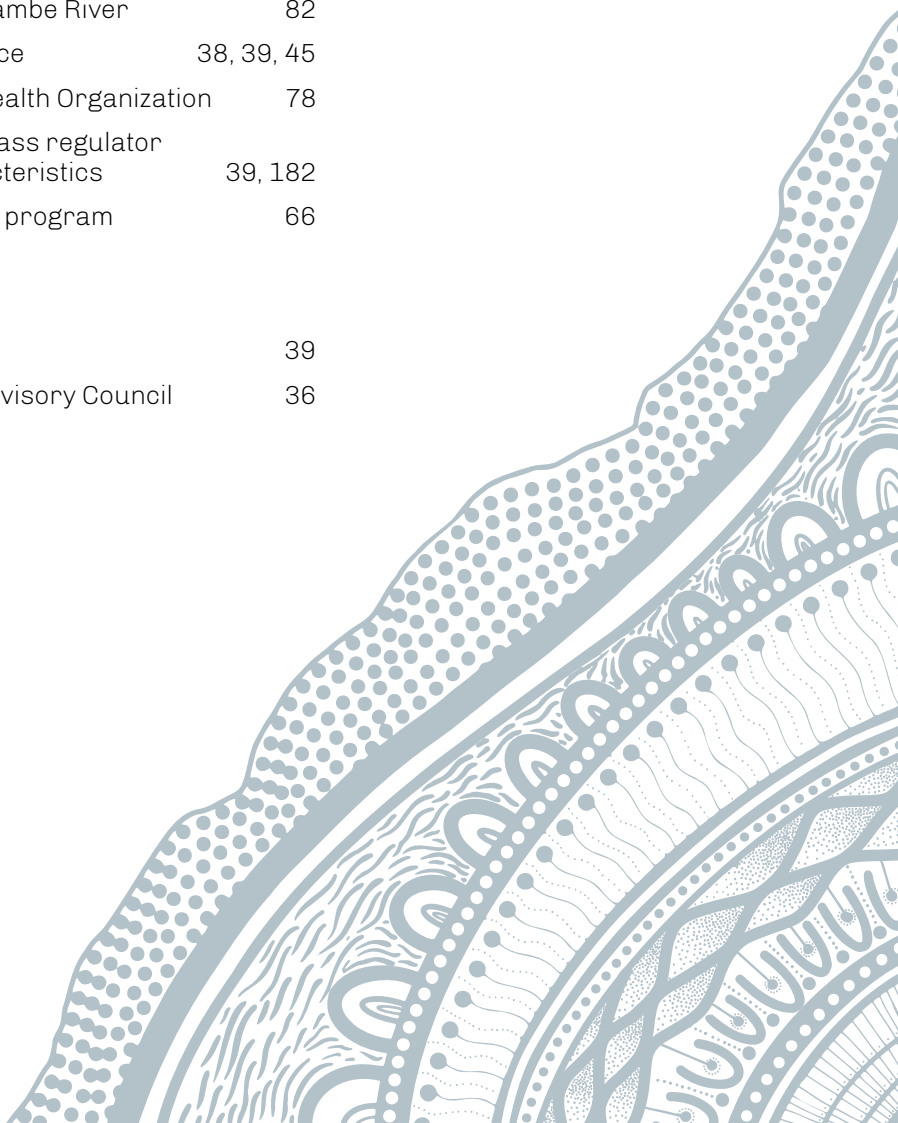 ambe River 82
ce 38, 39, 45
ealth Organization 78
ass regulator
cteristics 39, 182
program 66
39
visory Council 36